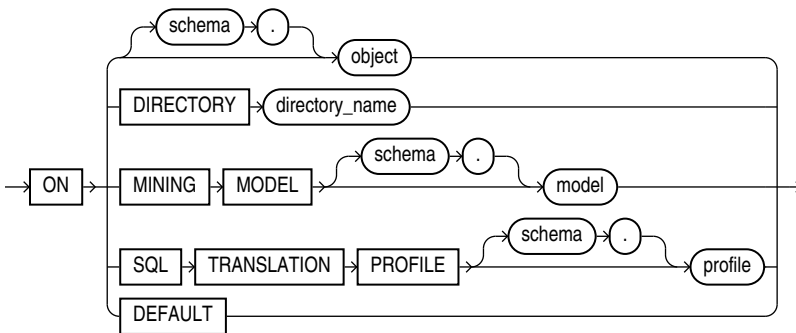 schema .
object
DIRECTORY directory_name
schema .
ON MINING MODEL model
schema .
SQL TRANSLATION PROFILE profile
DEFAULT